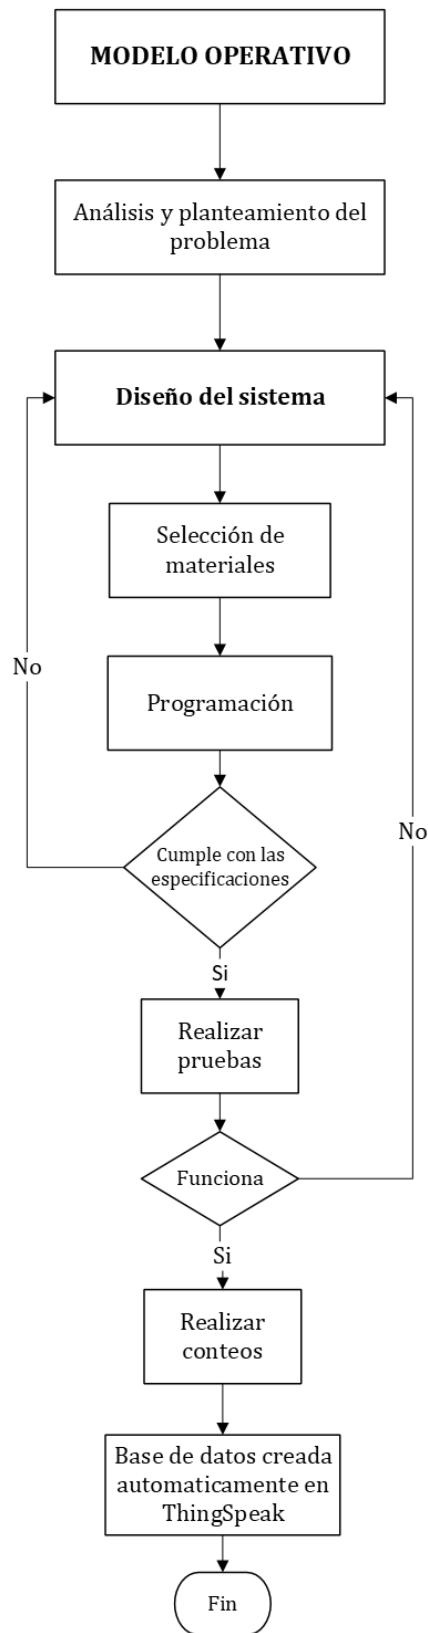 MODELO OPERATIVO
Análisis y planteamiento del
problema
Diseño del sistema
Selección de
materiales
No
Programación
No
Cumple con las
especificaciones
Si
Realizar
pruebas
Funciona
Si
Realizar
conteos
Base de datos creada
automaticamente en
ThingSpeak
Fin